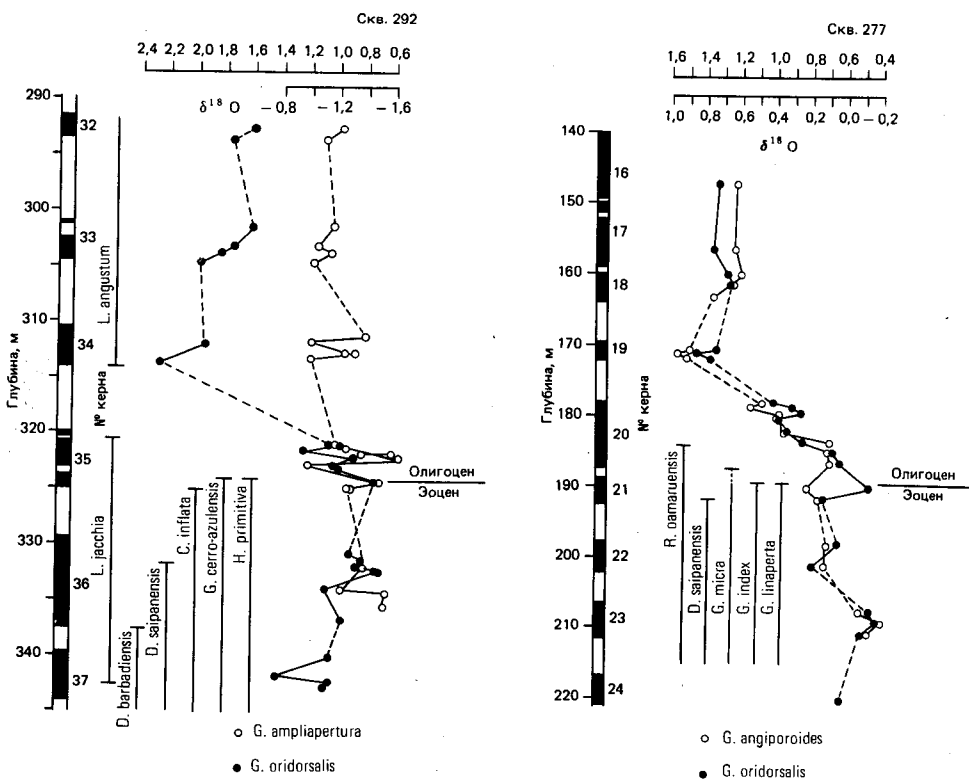 Скв. 292
2,4 2,2 2,0 1,8 1,6 1,2 1,0 0,8 0,6
δ¹⁸O −0,8 −1,2 −1,6
290
300
310
320
330
340
Глубина, м
32
33
34
35
36
37
№ керна
L. angustum
L. jacchia
D. barbadiensis
D. saipanensis
C. inflata
G. cerro-azulensis
H. primitiva
Олигоцен
Эоцен
○ G. ampliapertura
● G. oridorsalis
Скв. 277
1,6 1,4 1,2 1,0 0,8 0,6 0,4
1,0 0,8 0,6 0,4 0,2 0,0 −0,2
δ¹⁸O
140
150
160
170
180
190
200
210
220
Глубина, м
16
17
18
19
20
21
22
23
24
№ керна
R. oamaruensis
D. saipanensis
G. micra
G. index
G. linaperta
Олигоцен
Эоцен
○ G. angiporoides
● G. oridorsalis